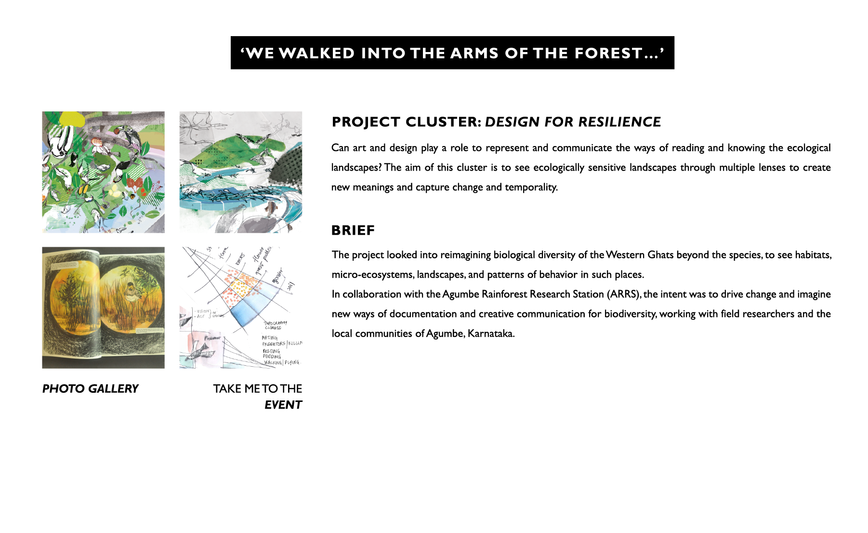 ‘WE WALKED INTO THE ARMS OF THE FOREST...’
PROJECT CLUSTER: DESIGN FOR RESILIENCE
Can art and design play a role to represent and communicate the ways of reading and knowing the ecological
landscapes? The aim of this cluster is to see ecologically sensitive landscapes through multiple lenses to create
new meanings and capture change and temporality.
BRIEF
The project looked into reimagining biological diversity of the Western Ghats beyond the species, to see habitats,
micro-ecosystems, landscapes, and patterns of behavior in such places.
In collaboration with the Agumbe Rainforest Research Station (ARRS), the intent was to drive change and imagine
new ways of documentation and creative communication for biodiversity, working with field researchers and the
local communities of Agumbe, Karnataka.
PHOTO GALLERY
TAKE ME TO THE
EVENT